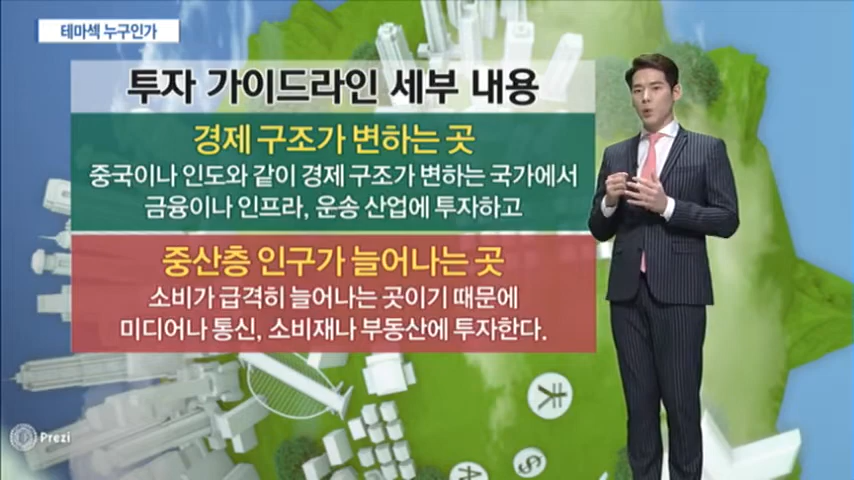 테마섹 누구인가
투자 가이드라인 세부 내용
경제 구조가 변하는 곳
중국이나 인도와 같이 경제 구조가 변하는 국가에서
금융이나 인프라, 운송 산업에 투자하고
중산층 인구가 늘어나는 곳
소비가 급격히 늘어나는 곳이기 때문에
미디어나 통신, 소비재나 부동산에 투자한다.
Prezi